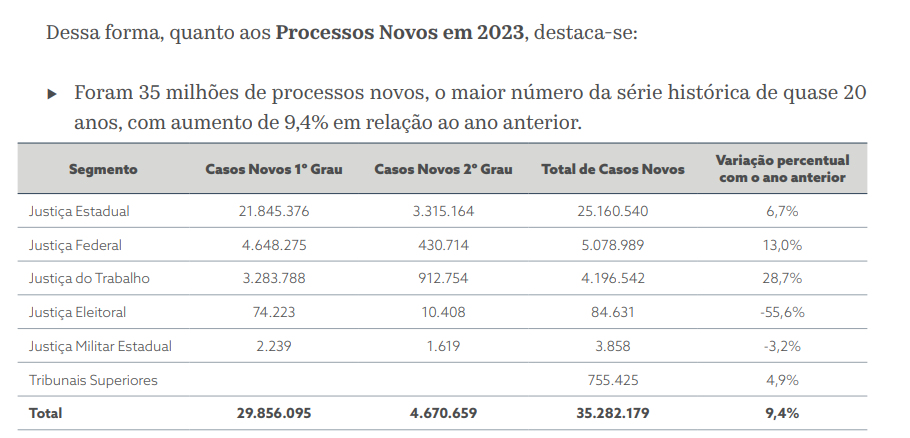 Dessa forma, quanto aos Processos Novos em 2023, destaca-se:
▶ Foram 35 milhões de processos novos, o maior número da série histórica de quase 20
anos, com aumento de 9,4% em relação ao ano anterior.
Segmento Casos Novos 1º Grau Casos Novos 2º Grau Total de Casos Novos Variação percentual com o ano anterior
Justiça Estadual 21.845.376 3.315.164 25.160.540 6,7%
Justiça Federal 4.648.275 430.714 5.078.989 13,0%
Justiça do Trabalho 3.283.788 912.754 4.196.542 28,7%
Justiça Eleitoral 74.223 10.408 84.631 -55,6%
Justiça Militar Estadual 2.239 1.619 3.858 -3,2%
Tribunais Superiores 755.425 4,9%
Total 29.856.095 4.670.659 35.282.179 9,4%